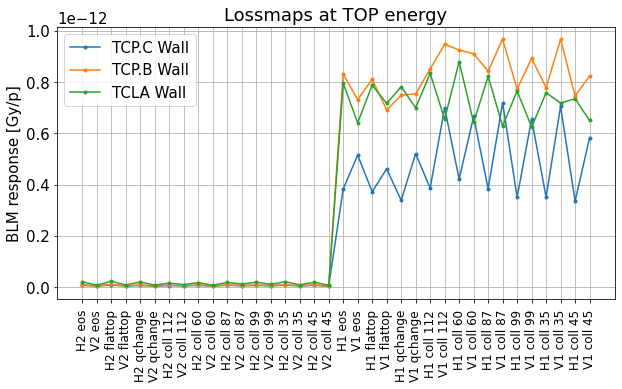 Lossmaps at TOP energy
1e−12
TCP.C Wall
TCP.B Wall
TCLA Wall
BLM response [Gy/p]
1.0
0.8
0.6
0.4
0.2
0.0
H2 eos
V2 eos
H2 flattop
V2 flattop
H2 qchange
V2 qchange
H2 coll 112
V2 coll 112
H2 coll 60
V2 coll 60
H2 coll 87
V2 coll 87
H2 coll 99
V2 coll 99
H2 coll 35
V2 coll 35
H2 coll 45
V2 coll 45
H1 eos
V1 eos
H1 flattop
V1 flattop
H1 qchange
V1 qchange
H1 coll 112
V1 coll 112
H1 coll 60
V1 coll 60
H1 coll 87
V1 coll 87
H1 coll 99
V1 coll 99
H1 coll 35
V1 coll 35
H1 coll 45
V1 coll 45